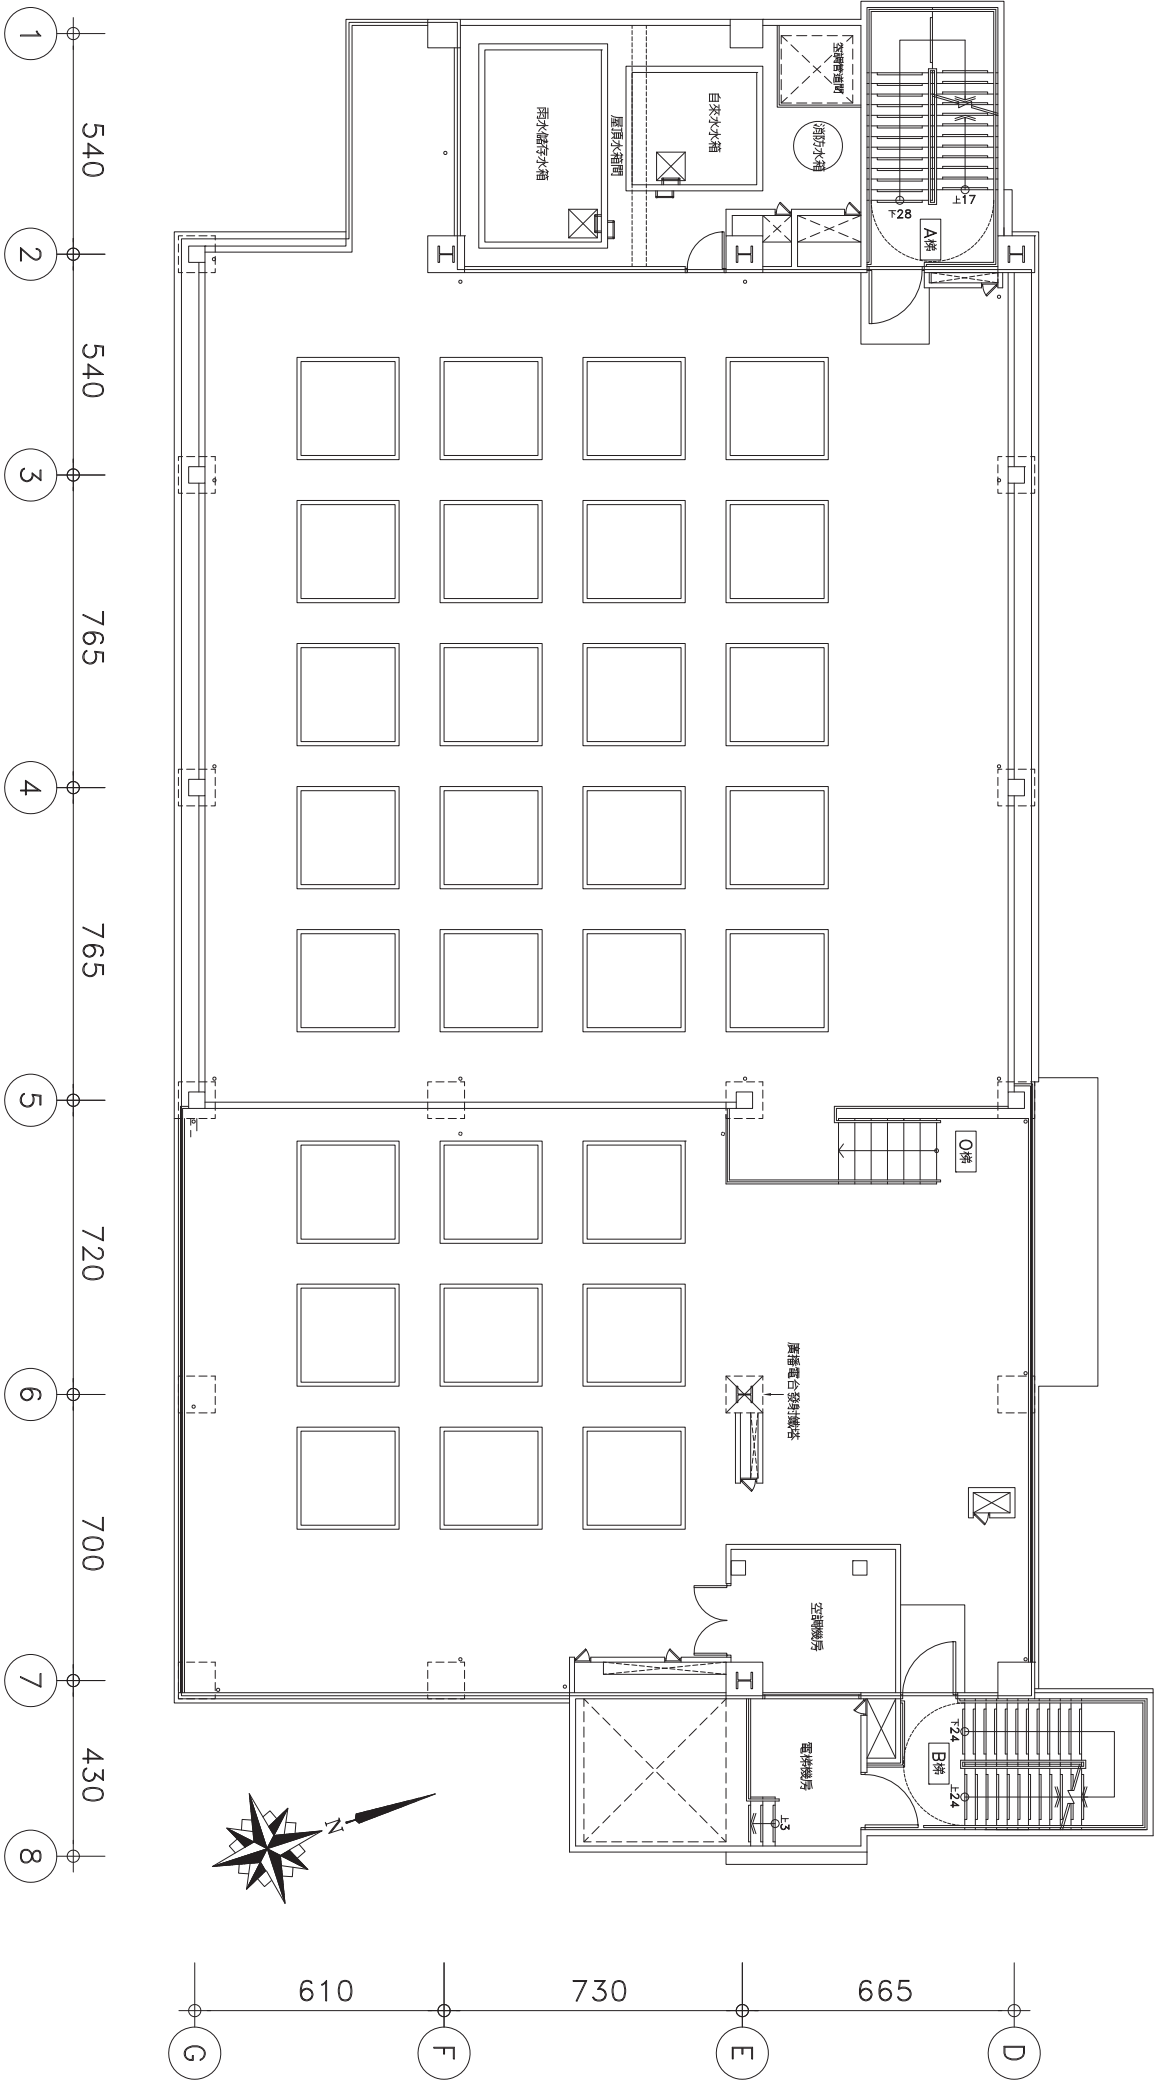 1
540
2
540
3
765
4
765
5
720
6
700
7
430
8
空調管道間
消防水箱
自來水水箱
屋頂水箱間
雨水儲存水箱
下28
上17
A梯
H
H
H
O梯
廣播電台發射鐵塔
空調機房
H
電梯機房
下24
B梯
上24
上3
N
610
730
665
G
F
E
D